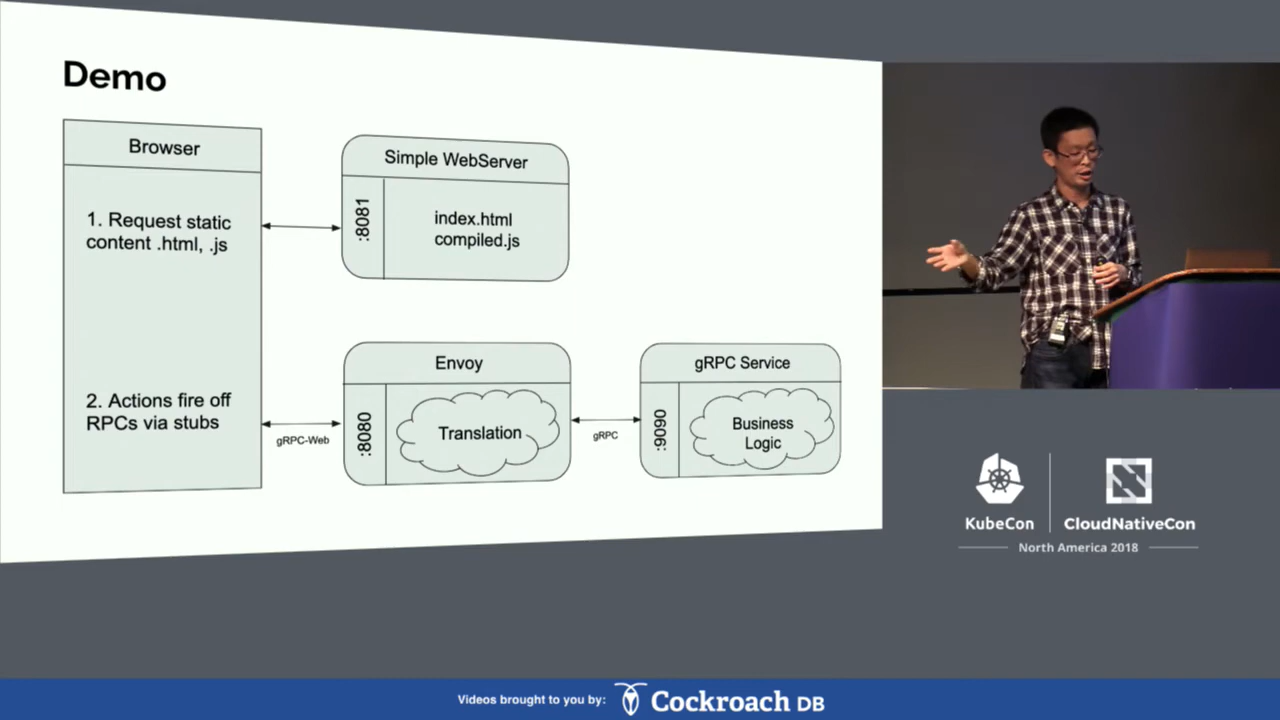 Demo
Browser
1. Request static
content .html, .js
2. Actions fire off
RPCs via stubs
Simple WebServer
:8081
index.html
compiled.js
gRPC-Web
Envoy
:8080
Translation
gRPC
gRPC Service
:9090
Business
Logic
KubeCon
CloudNativeCon
North America 2018
Videos brought to you by:
Cockroach DB